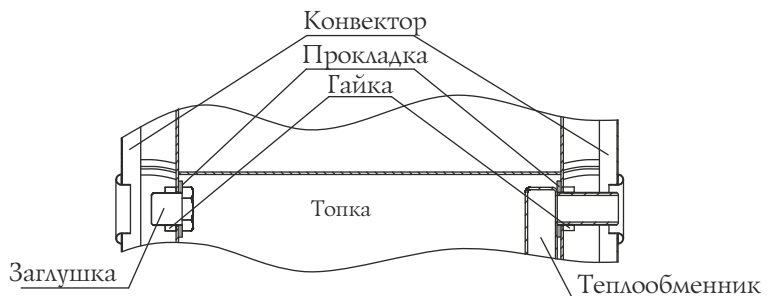 Конвектор
Прокладка
Гайка
Топка
Заглушка
Теплообменник